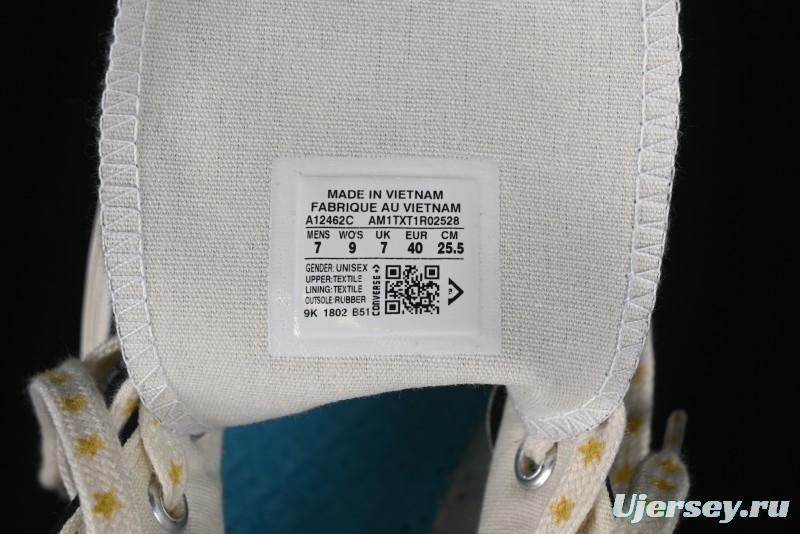 MADE IN VIETNAM
FABRIQUE AU VIETNAM
A12462C AM1TXT1R02528
MENS WO'S UK EUR CM
7 9 7 40 25.5
GENDER: UNISEX
UPPER: TEXTILE
LINING: TEXTILE
OUTSOLE: RUBBER
9K 1802 B51
CONVERSE
Ujersey.ru